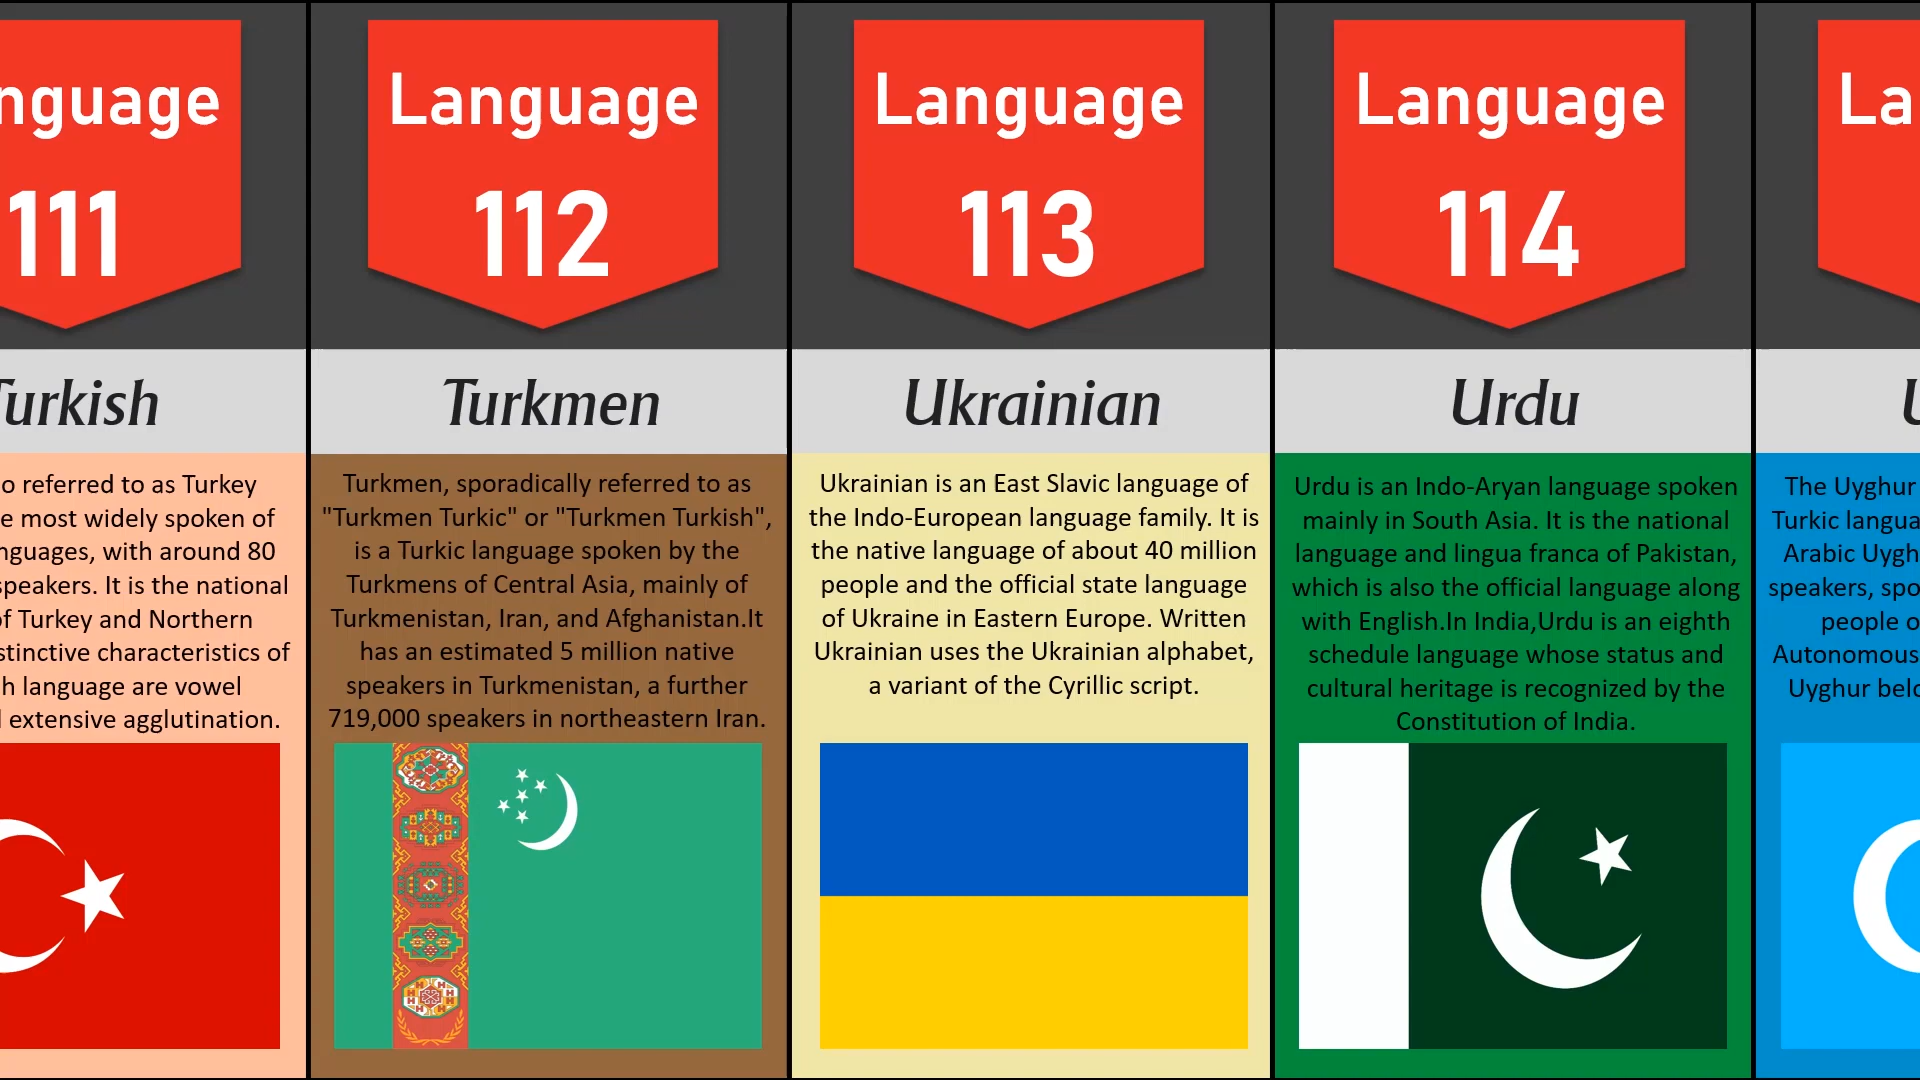 nguage
111
Turkish
o referred to as Turkey
e most widely spoken of
nguages, with around 80
speakers. It is the national
of Turkey and Northern
stinctive characteristics of
h language are vowel
extensive agglutination.
Language
112
Turkmen
Turkmen, sporadically referred to as
"Turkmen Turkic" or "Turkmen Turkish",
is a Turkic language spoken by the
Turkmens of Central Asia, mainly of
Turkmenistan, Iran, and Afghanistan.It
has an estimated 5 million native
speakers in Turkmenistan, a further
719,000 speakers in northeastern Iran.
Language
113
Ukrainian
Ukrainian is an East Slavic language of
the Indo-European language family. It is
the native language of about 40 million
people and the official state language
of Ukraine in Eastern Europe. Written
Ukrainian uses the Ukrainian alphabet,
a variant of the Cyrillic script.
Language
114
Urdu
Urdu is an Indo-Aryan language spoken
mainly in South Asia. It is the national
language and lingua franca of Pakistan,
which is also the official language along
with English.In India,Urdu is an eighth
schedule language whose status and
cultural heritage is recognized by the
Constitution of India.
La
U
The Uyghur
Turkic langua
Arabic Uygh
speakers, spo
people o
Autonomous
Uyghur belo